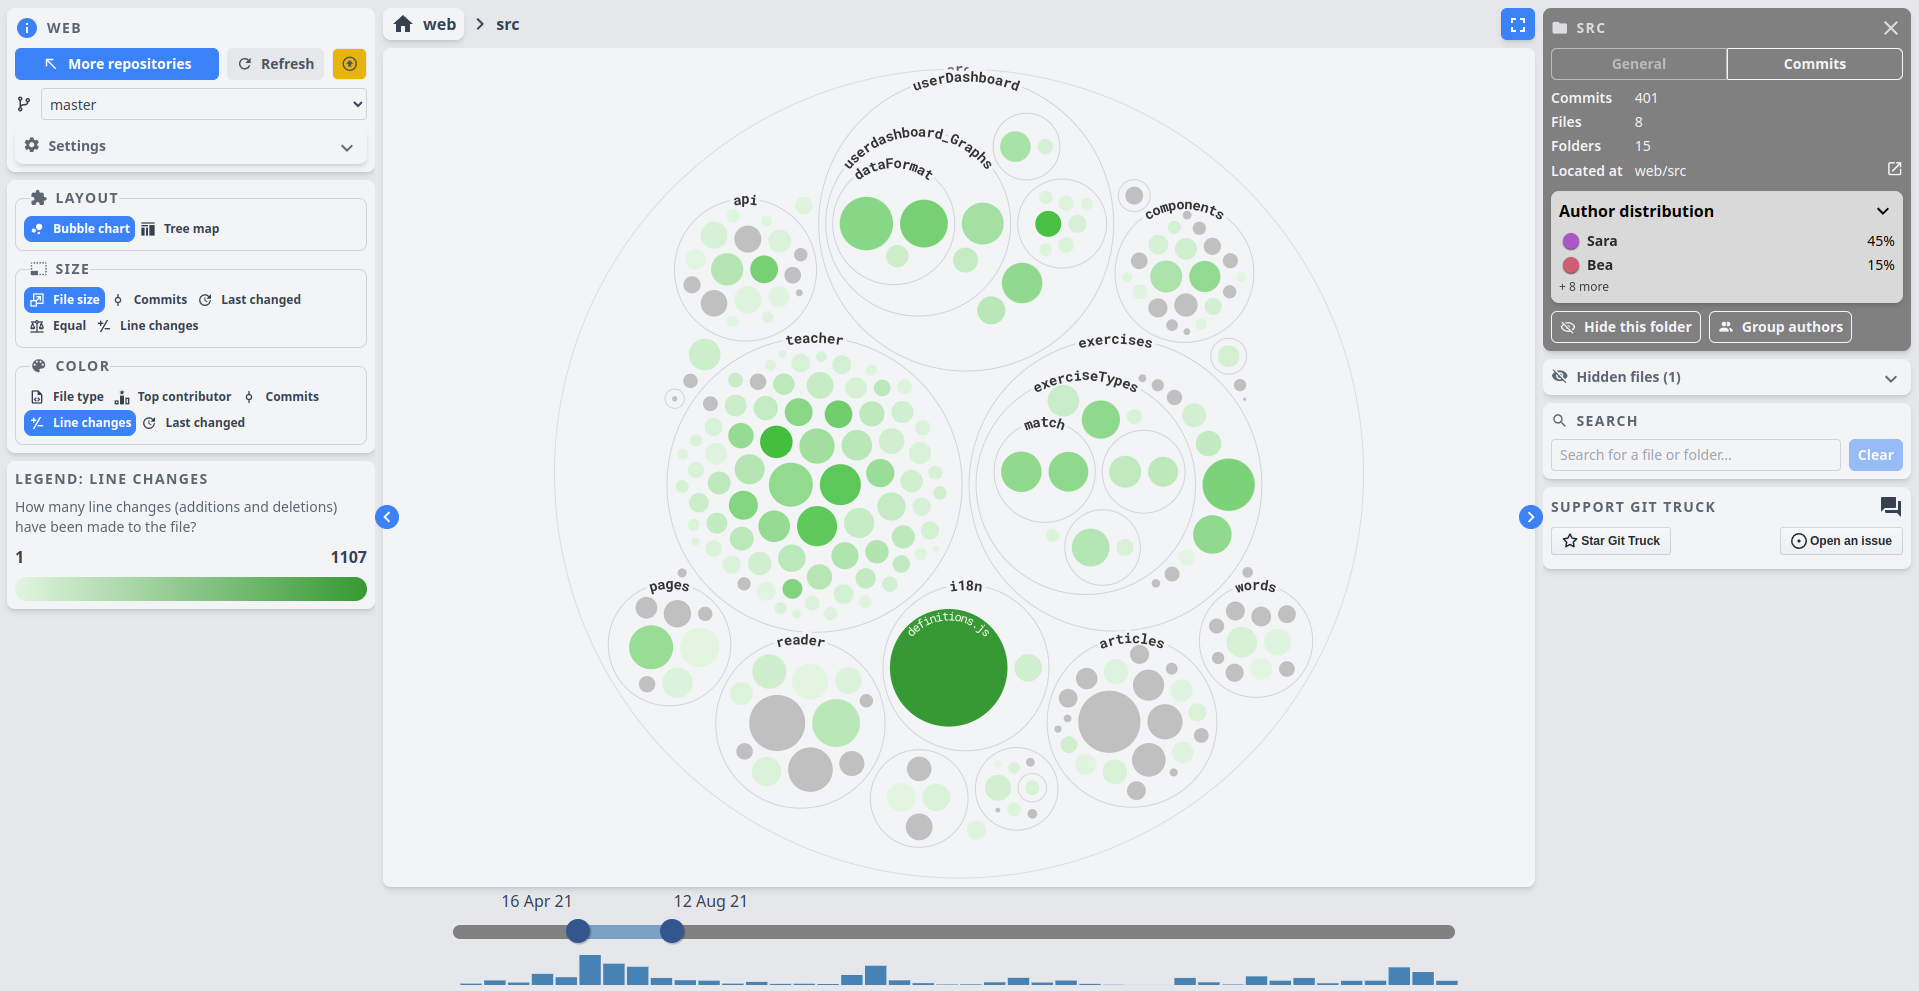 WEB
More repositories
Refresh
master
Settings
LAYOUT
Bubble chart
Tree map
SIZE
File size
Commits
Last changed
Equal
Line changes
COLOR
File type
Top contributor
Commits
Line changes
Last changed
LEGEND: LINE CHANGES
How many line changes (additions and deletions)
have been made to the file?
1
1107
web
src
src
userDashboard
userdashboard_Graphs
dataFormat
api
components
teacher
exercises
exerciseTypes
match
pages
i18n
words
definitions.js
reader
articles
16 Apr 21
12 Aug 21
SRC
General
Commits
Commits 401
Files 8
Folders 15
Located at web/src
Author distribution
Sara 45%
Bea 15%
+ 8 more
Hide this folder
Group authors
Hidden files (1)
SEARCH
Search for a file or folder...
Clear
SUPPORT GIT TRUCK
Star Git Truck
Open an issue